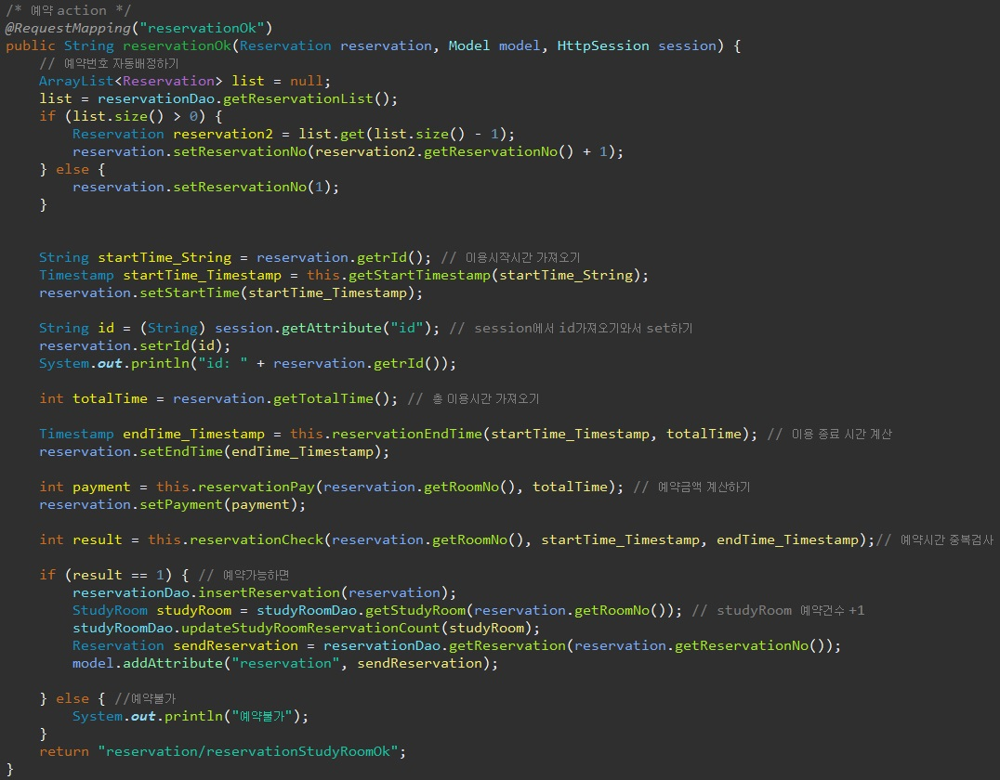 /* 예약 action */
@RequestMapping("reservationOk")
public String reservationOk(Reservation reservation, Model model, HttpSession session) {
// 예약번호 자동배정하기
ArrayList<Reservation> list = null;
list = reservationDao.getReservationList();
if (list.size() > 0) {
Reservation reservation2 = list.get(list.size() - 1);
reservation.setReservationNo(reservation2.getReservationNo() + 1);
} else {
reservation.setReservationNo(1);
}
String startTime_String = reservation.getrId(); // 이용시작시간 가져오기
Timestamp startTime_Timestamp = this.getStartTimestamp(startTime_String);
reservation.setStartTime(startTime_Timestamp);
String id = (String) session.getAttribute("id"); // session에서 id가져오기와서 set하기
reservation.setrId(id);
System.out.println("id: " + reservation.getrId());
int totalTime = reservation.getTotalTime(); // 총 이용시간 가져오기
Timestamp endTime_Timestamp = this.reservationEndTime(startTime_Timestamp, totalTime); // 이용 종료 시간 계산
reservation.setEndTime(endTime_Timestamp);
int payment = this.reservationPay(reservation.getRoomNo(), totalTime); // 예약금액 계산하기
reservation.setPayment(payment);
int result = this.reservationCheck(reservation.getRoomNo(), startTime_Timestamp, endTime_Timestamp);// 예약시간 중복검사
if (result == 1) { // 예약가능하면
reservationDao.insertReservation(reservation);
StudyRoom studyRoom = studyRoomDao.getStudyRoom(reservation.getRoomNo()); // studyRoom 예약건수 +1
studyRoomDao.updateStudyRoomReservationCount(studyRoom);
Reservation sendReservation = reservationDao.getReservation(reservation.getReservationNo());
model.addAttribute("reservation", sendReservation);
} else { //예약불가
System.out.println("예약불가");
}
return "reservation/reservationStudyRoomOk";
}